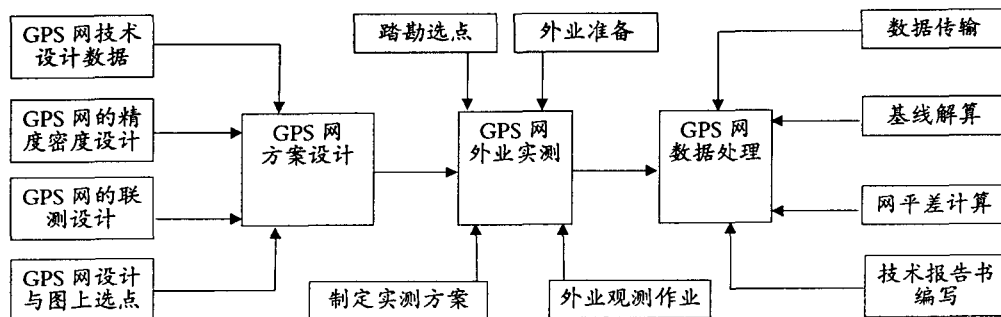 GPS 网技术
设计数据
GPS 网的精
度密度设计
GPS 网的联
测设计
GPS 网设计
与图上选点
GPS 网
方案设计
踏勘选点
外业准备
GPS 网
外业实测
制定实测方案
外业观测作业
GPS 网
数据处理
数据传输
基线解算
网平差计算
技术报告书
编写